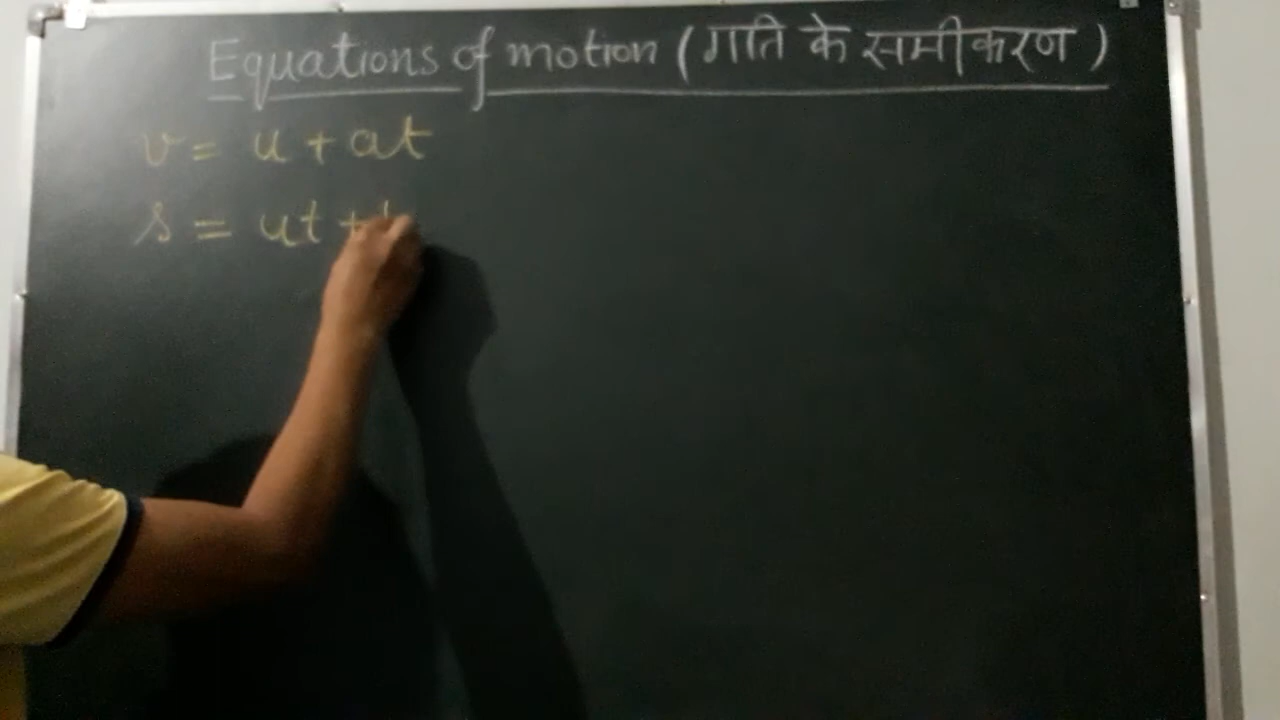 Equations of motion (गति के समीकरण)
v = u + at
s = ut +